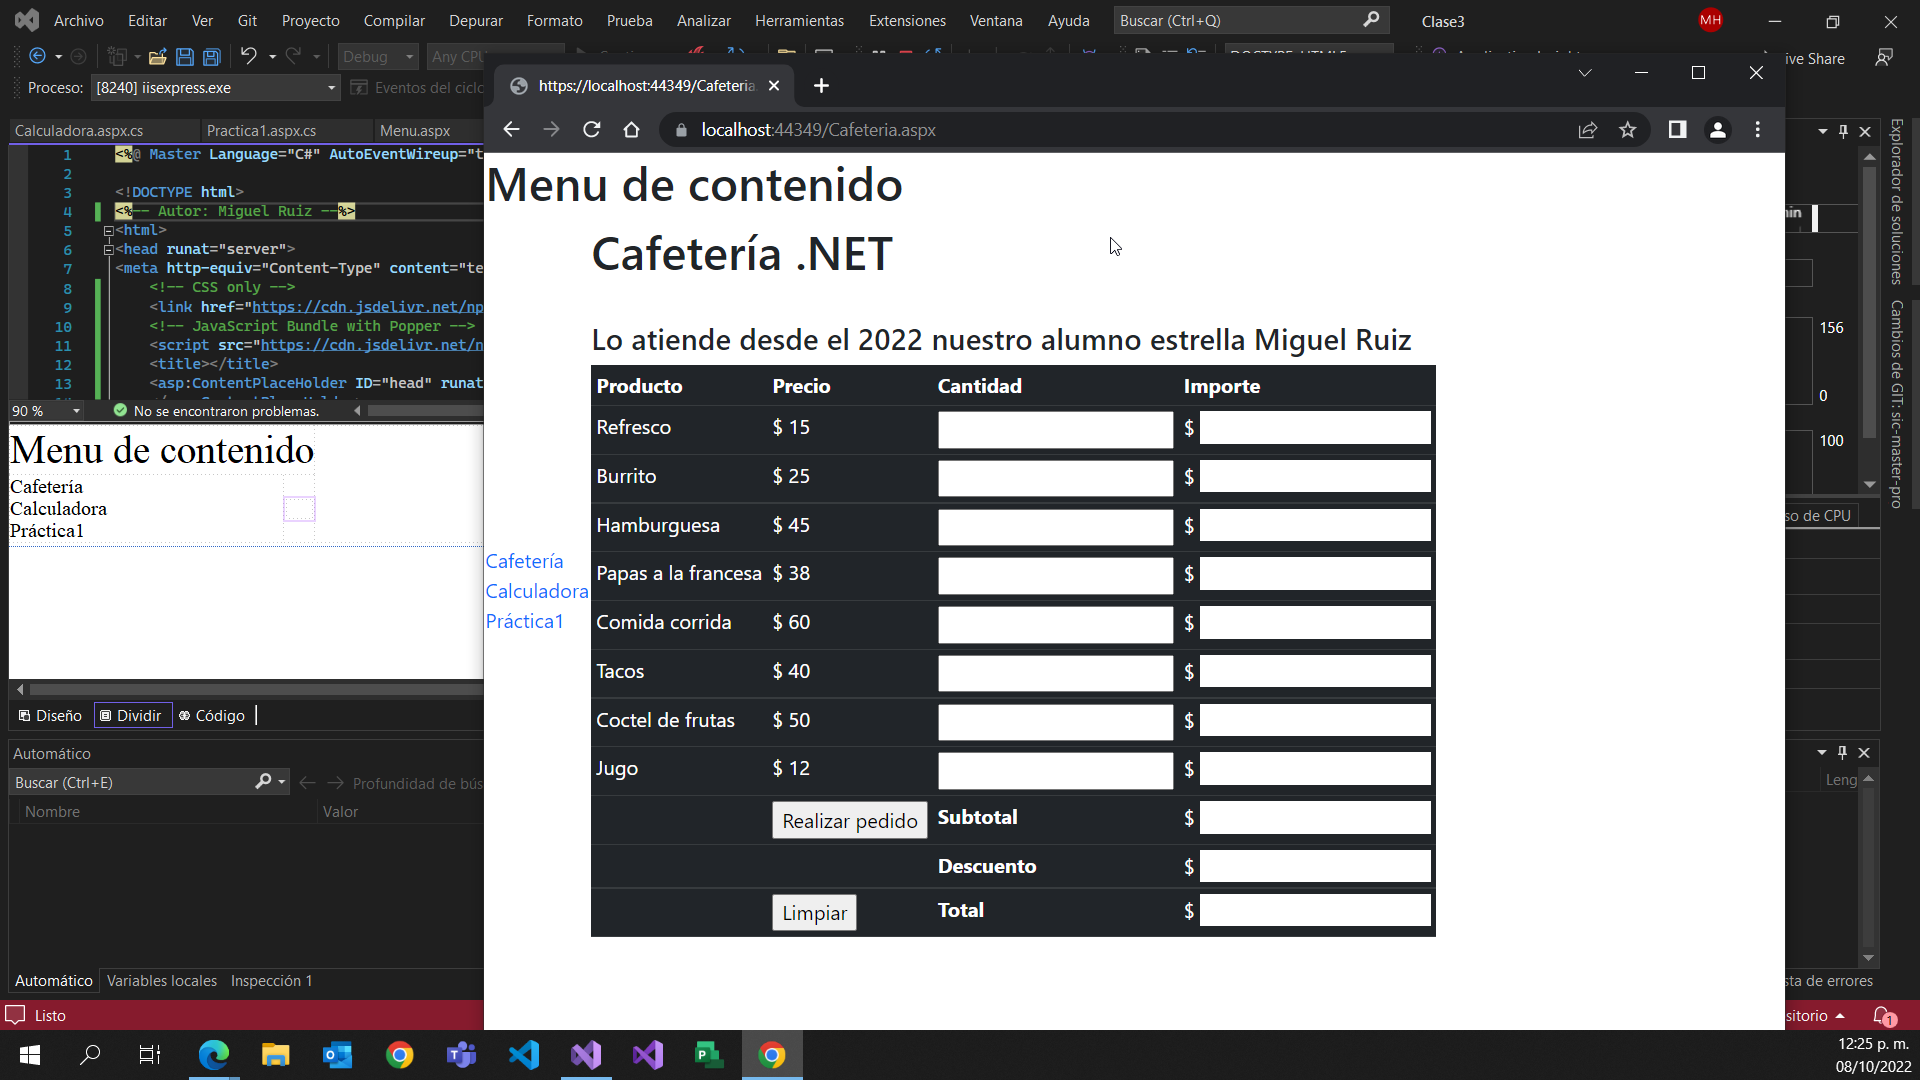 Archivo Editar Ver Git Proyecto Compilar Depurar Formato Prueba Analizar Herramientas Extensiones Ventana Ayuda Buscar (Ctrl+Q) Clase3 MH
Debug Any CPU
ive Share
Proceso: [8240] iisexpress.exe Eventos del ciclo
https://localhost:44349/Cafeteria.
localhost:44349/Cafeteria.aspx
Calculadora.aspx.cs Practica1.aspx.cs Menu.aspx
1 <%@ Master Language="C#" AutoEventWireup="t
2
3 <!DOCTYPE html>
4 <%-- Autor: Miguel Ruiz --%>
5 <html>
6 <head runat="server">
7 <meta http-equiv="Content-Type" content="te
8 <!-- CSS only -->
9 <link href="https://cdn.jsdelivr.net/np
10 <!-- JavaScript Bundle with Popper -->
11 <script src="https://cdn.jsdelivr.net/n
12 <title></title>
13 <asp:ContentPlaceHolder ID="head" runat
90 % No se encontraron problemas.
Menu de contenido
Cafetería
Calculadora
Práctica1
Diseño Dividir Código
Automático
Buscar (Ctrl+E) Profundidad de bús
Nombre Valor
Automático Variables locales Inspección 1
Listo
Menu de contenido
Cafetería .NET
Lo atiende desde el 2022 nuestro alumno estrella Miguel Ruiz
Cafetería
Calculadora
Práctica1
Producto Precio Cantidad Importe
Refresco $ 15 $
Burrito $ 25 $
Hamburguesa $ 45 $
Papas a la francesa $ 38 $
Comida corrida $ 60 $
Tacos $ 40 $
Coctel de frutas $ 50 $
Jugo $ 12 $
Realizar pedido Subtotal $
Descuento $
Limpiar Total $
Explorador de soluciones
Cambios de GIT: sic-master-pro
min
156
0
100
so de CPU
Leng
sta de errores
sitorio 1
12:25 p. m.
08/10/2022